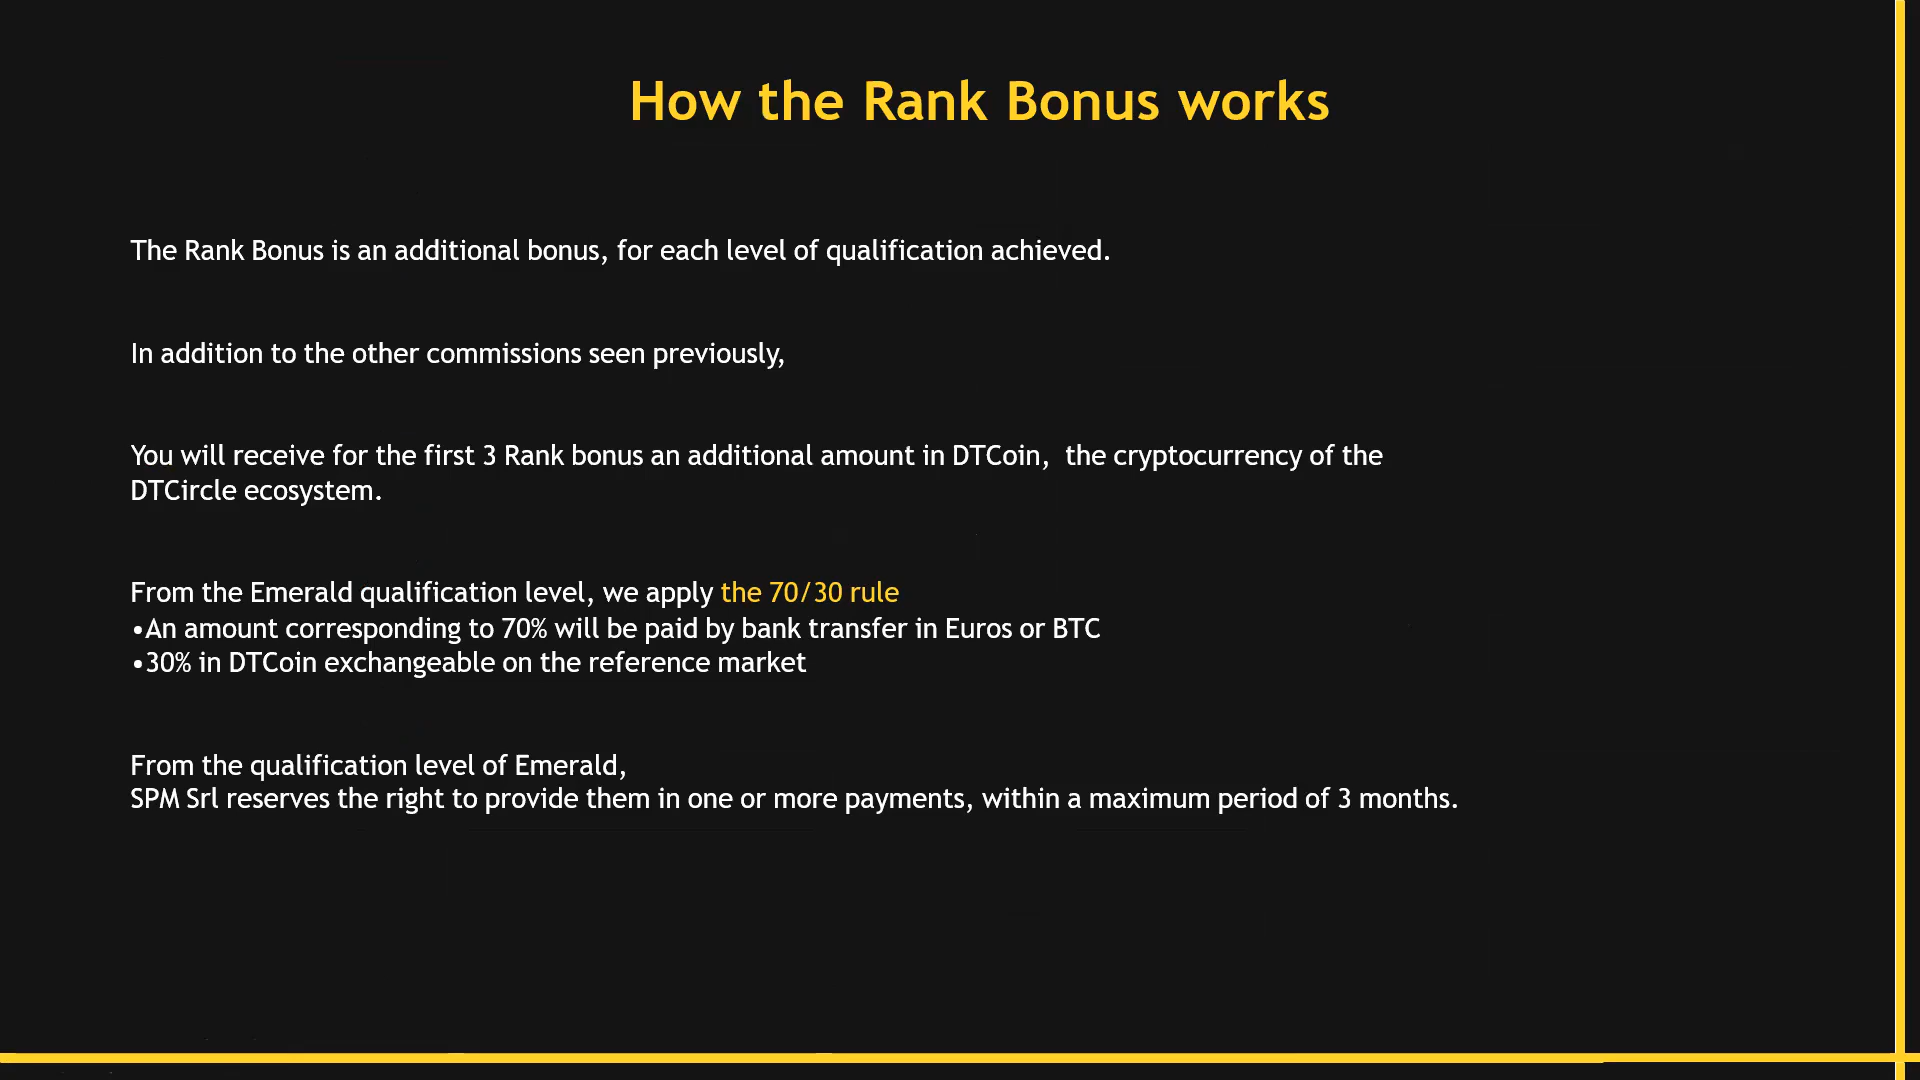 How the Rank Bonus works
The Rank Bonus is an additional bonus, for each level of qualification achieved.
In addition to the other commissions seen previously,
You will receive for the first 3 Rank bonus an additional amount in DTCoin,  the cryptocurrency of the
DTCircle ecosystem.
From the Emerald qualification level, we apply the 70/30 rule
•An amount corresponding to 70% will be paid by bank transfer in Euros or BTC
•30% in DTCoin exchangeable on the reference market
From the qualification level of Emerald,
SPM Srl reserves the right to provide them in one or more payments, within a maximum period of 3 months.